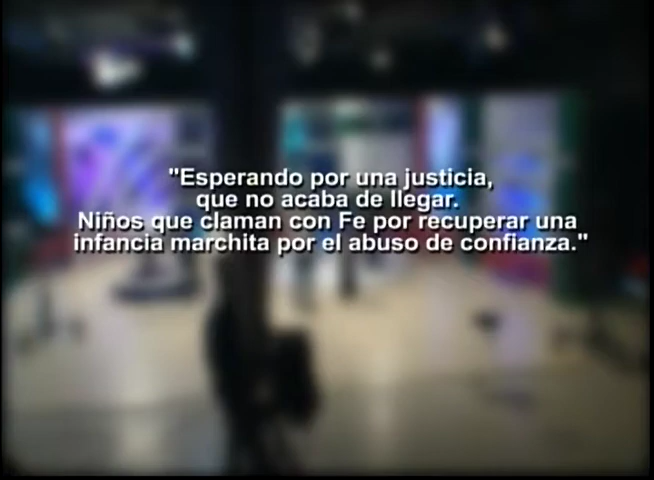 "Esperando por una justicia,
que no acaba de llegar.
Niños que claman con Fe por recuperar una
infancia marchita por el abuso de confianza."